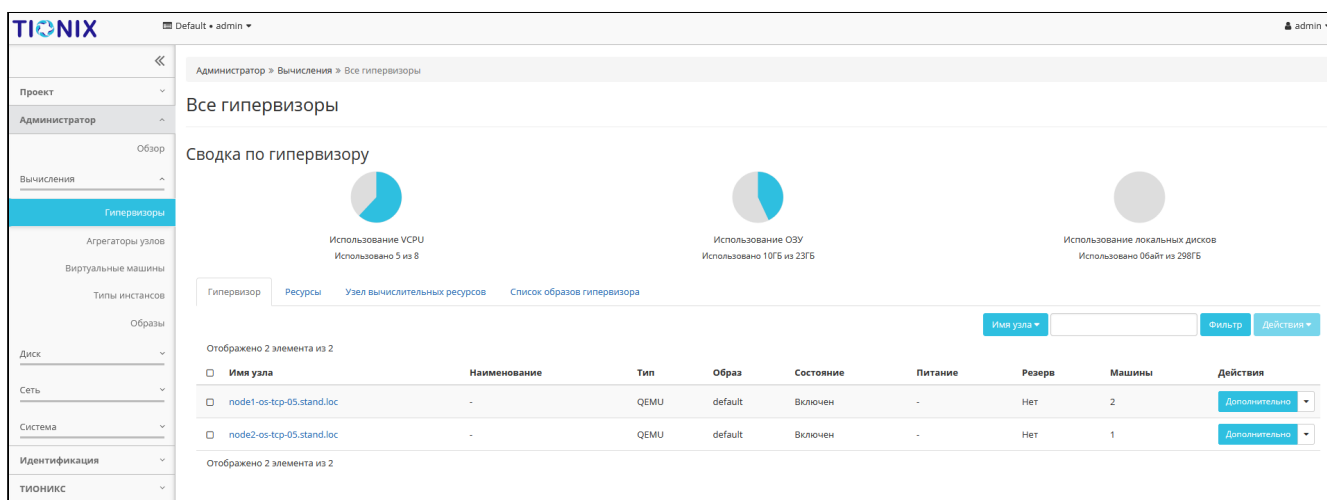 TIONIX
Default • admin
admin
Администратор » Вычисления » Все гипервизоры
Проект
Администратор
Обзор
Вычисления
Гипервизоры
Агрегаторы узлов
Виртуальные машины
Типы инстансов
Образы
Диск
Сеть
Система
Идентификация
ТИОНИКС
Все гипервизоры
Сводка по гипервизору
Использование VCPU
Использовано 5 из 8
Использование ОЗУ
Использовано 10ГБ из 23ГБ
Использование локальных дисков
Использовано 0байт из 298ГБ
Гипервизор Ресурсы Узел вычислительных ресурсов Список образов гипервизора
Имя узла Фильтр Действия
Отображено 2 элемента из 2
Имя узла Наименование Тип Образ Состояние Питание Резерв Машины Действия
node1-os-tcp-05.stand.loc - QEMU default Включен - Нет 2 Дополнительно
node2-os-tcp-05.stand.loc - QEMU default Включен - Нет 1 Дополнительно
Отображено 2 элемента из 2